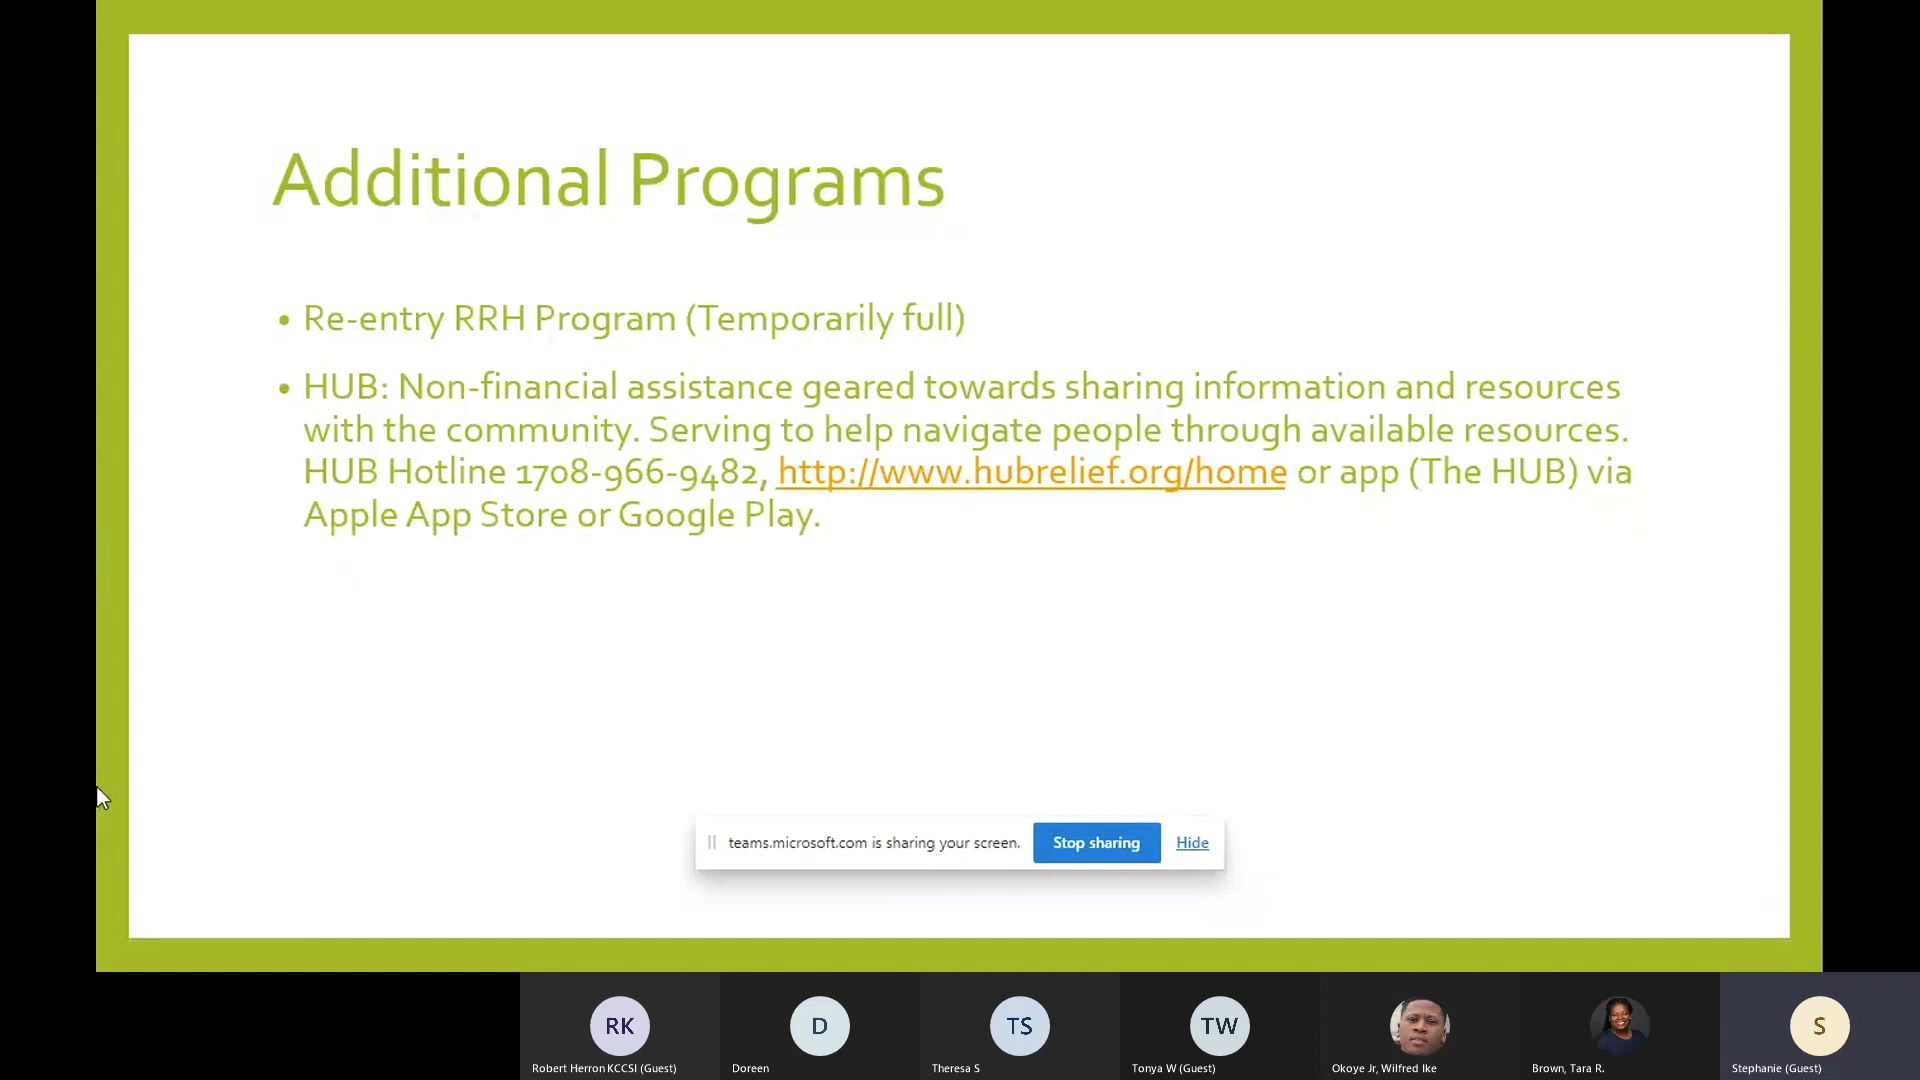 Additional Programs
• Re-entry RRH Program (Temporarily full)
• HUB: Non-financial assistance geared towards sharing information and resources
with the community. Serving to help navigate people through available resources.
HUB Hotline 1708-966-9482, http://www.hubrelief.org/home or app (The HUB) via
Apple App Store or Google Play.
teams.microsoft.com is sharing your screen. Stop sharing Hide
RK D TS TW S
Robert Herron KCCSI (Guest) Doreen Theresa S Tonya W (Guest) Okoye Jr, Wilfred Ike Brown, Tara R. Stephanie (Guest)